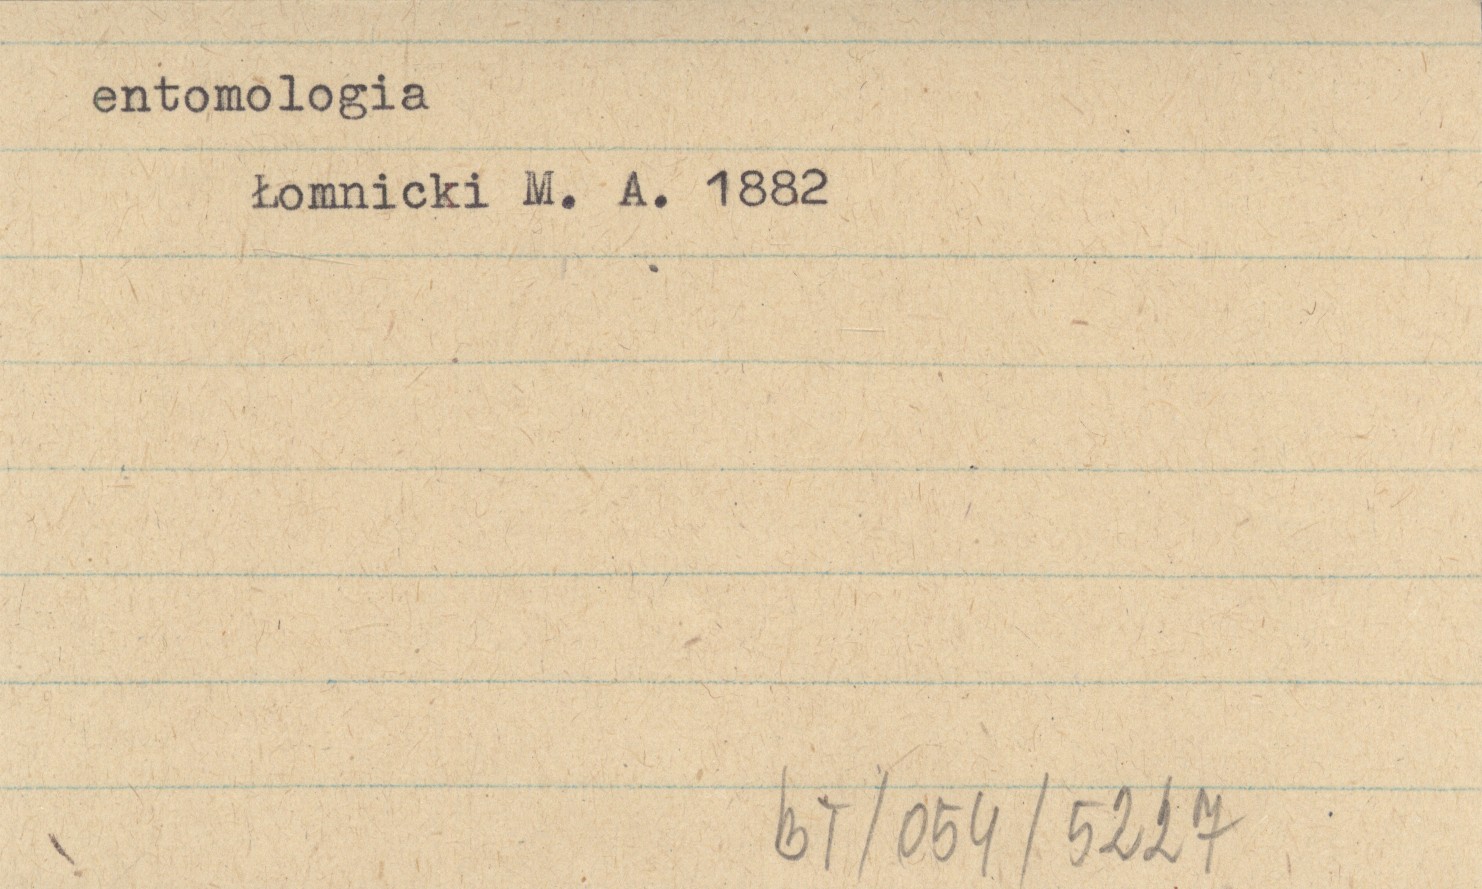 entomologia
Łomnicki M. A. 1882
BT/054/5227